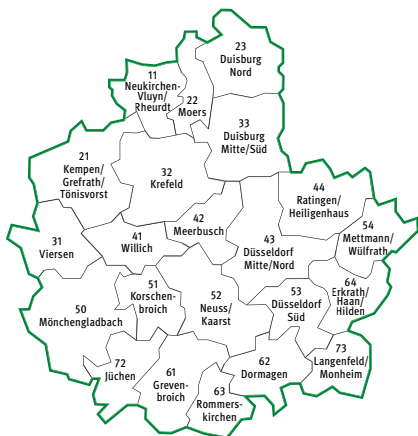 23
Duisburg
Nord
11
Neukirchen-
Vluyn/
Rheurdt
22
Moers
33
Duisburg
Mitte/Süd
21
Kempen/
Grefrath/
Tönisvorst
32
Krefeld
44
Ratingen/
Heiligenhaus
42
Meerbusch
54
Mettmann/
Wülfrath
31
Viersen
41
Willich
43
Düsseldorf
Mitte/Nord
51
Korschen-
broich
52
Neuss/
Kaarst
53
Düsseldorf
Süd
64
Erkrath/
Haan/
Hilden
50
Mönchengladbach
72
Jüchen
61
Greven-
broich
62
Dormagen
73
Langenfeld/
Monheim
63
Rommers-
kirchen